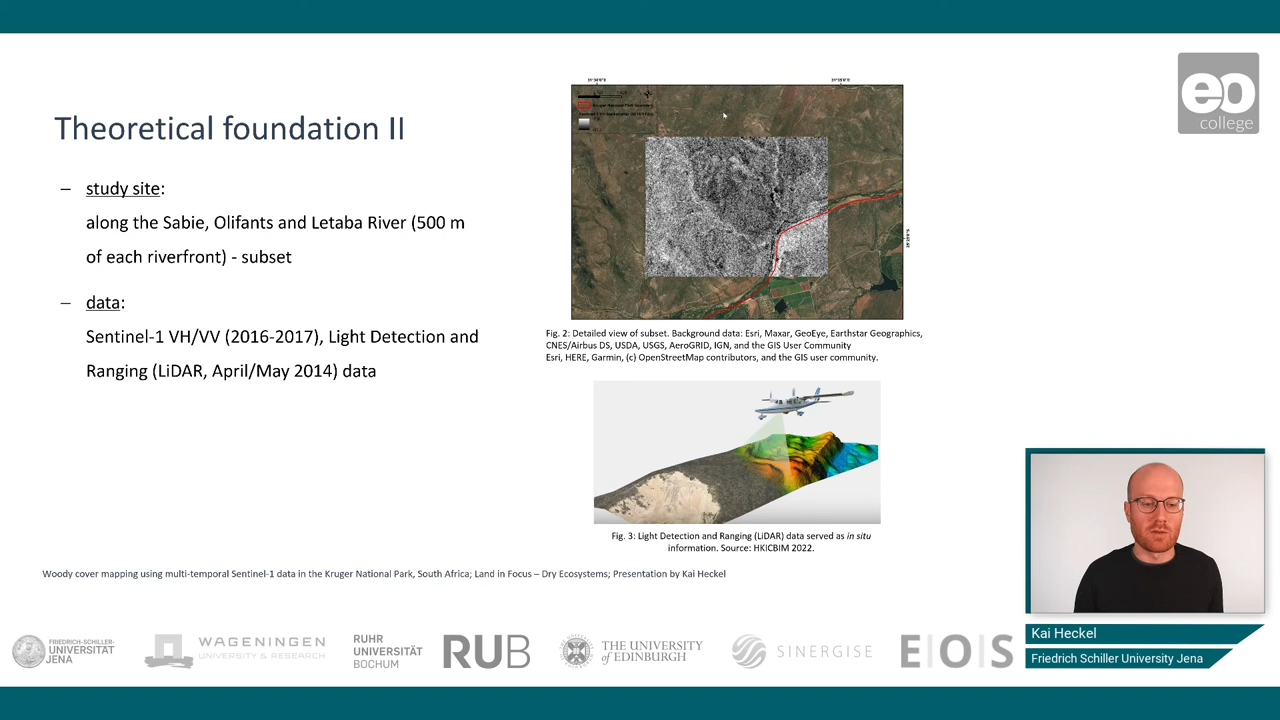 eo
college
Theoretical foundation II
– study site:
along the Sabie, Olifants and Letaba River (500 m
of each riverfront) - subset
– data:
Sentinel-1 VH/VV (2016-2017), Light Detection and
Ranging (LiDAR, April/May 2014) data
Fig. 2: Detailed view of subset. Background data: Esri, Maxar, GeoEye, Earthstar Geographics,
CNES/Airbus DS, USDA, USGS, AeroGRID, IGN, and the GIS User Community
Esri, HERE, Garmin, (c) OpenStreetMap contributors, and the GIS user community.
Fig. 3: Light Detection and Ranging (LiDAR) data served as in situ
information. Source: HKICBIM 2022.
Woody cover mapping using multi-temporal Sentinel-1 data in the Kruger National Park, South Africa; Land in Focus – Dry Ecosystems; Presentation by Kai Heckel
Kai Heckel
Friedrich Schiller University Jena
FRIEDRICH-SCHILLER-
UNIVERSITÄT
JENA
WAGENINGEN
UNIVERSITY & RESEARCH
RUHR
UNIVERSITÄT
BOCHUM
RUB
THE UNIVERSITY
of EDINBURGH
SINERGISE
E|O|S